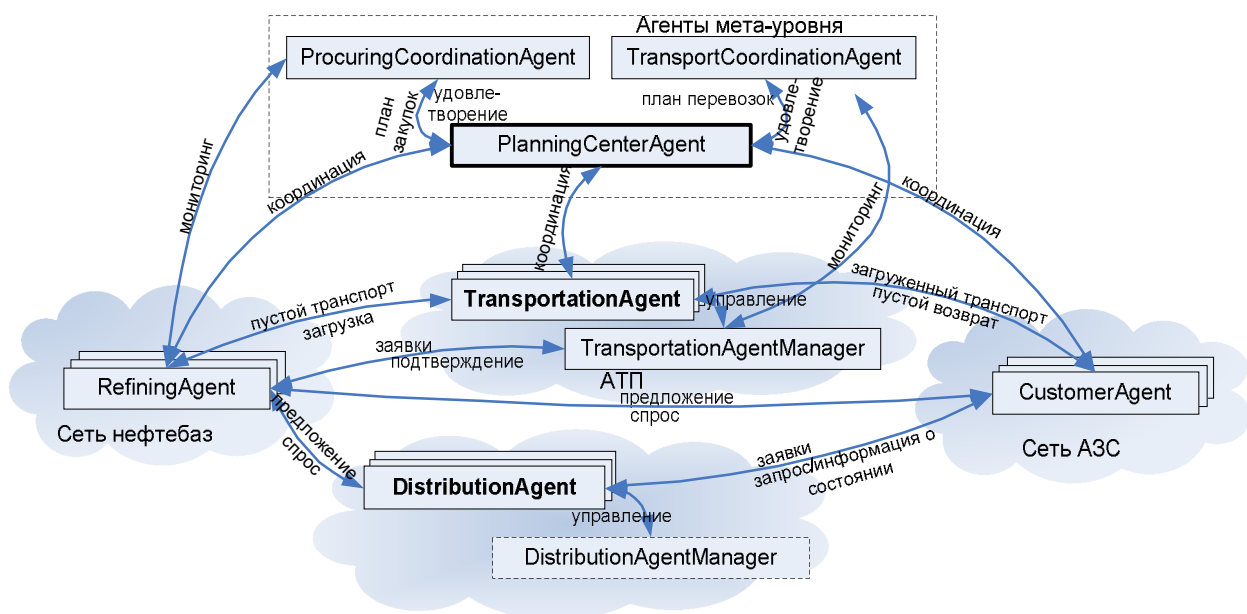 Агенты мета-уровня
ProcuringCoordinationAgent
TransportCoordinationAgent
план
закупок
удовле-
творение
план перевозок
удовле-
творение
PlanningCenterAgent
мониторинг
координация
координация
мониторинг
координация
TransportationAgent
управление
загруженный транспорт
пустой возврат
пустой транспорт
загрузка
TransportationAgentManager
заявки
подтверждение
АТП
RefiningAgent
CustomerAgent
предложение
спрос
Сеть нефтебаз
Сеть АЗС
предложение
спрос
заявки
запрос/информация о
состоянии
DistributionAgent
управление
DistributionAgentManager